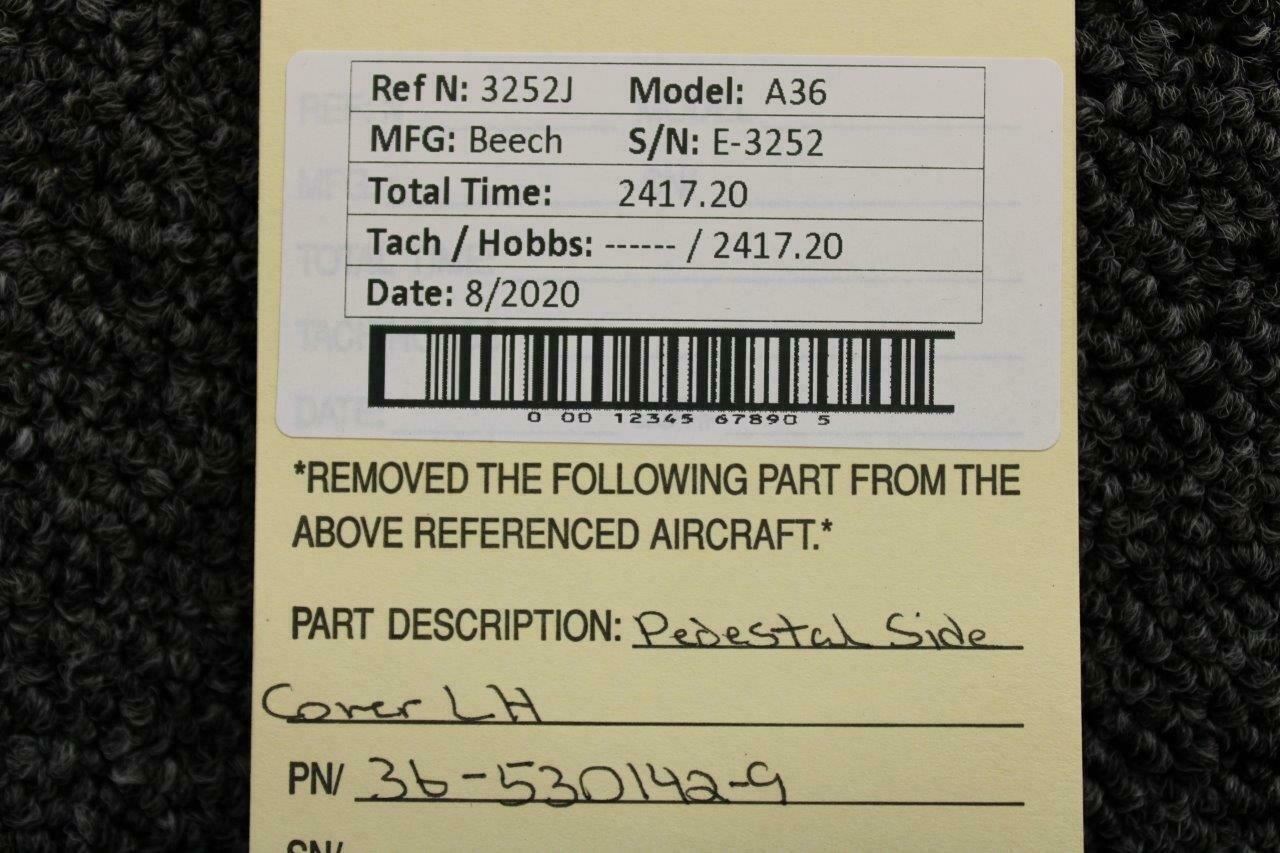 Ref N: 3252J Model: A36
MFG: Beech S/N: E-3252
Total Time: 2417.20
Tach / Hobbs: ------ / 2417.20
Date: 8/2020
0 00 12345 67890 5
*REMOVED THE FOLLOWING PART FROM THE
ABOVE REFERENCED AIRCRAFT.*
PART DESCRIPTION: Pedestal Side
Cover LH
PN/ 36-530142-9
SN/